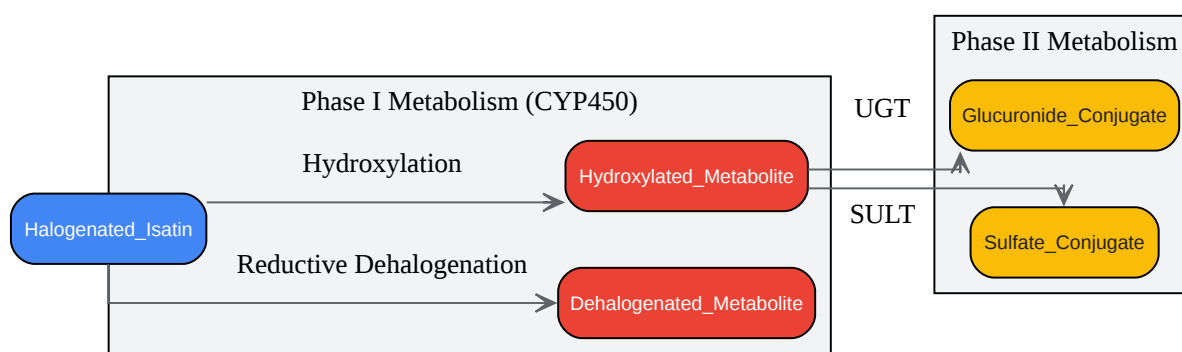 Phase II Metabolism
Phase I Metabolism (CYP450)
UGT
Glucuronide_Conjugate
Hydroxylation
Hydroxylated_Metabolite
Halogenated_Isatin
SULT
Sulfate_Conjugate
Reductive Dehalogenation
Dehalogenated_Metabolite